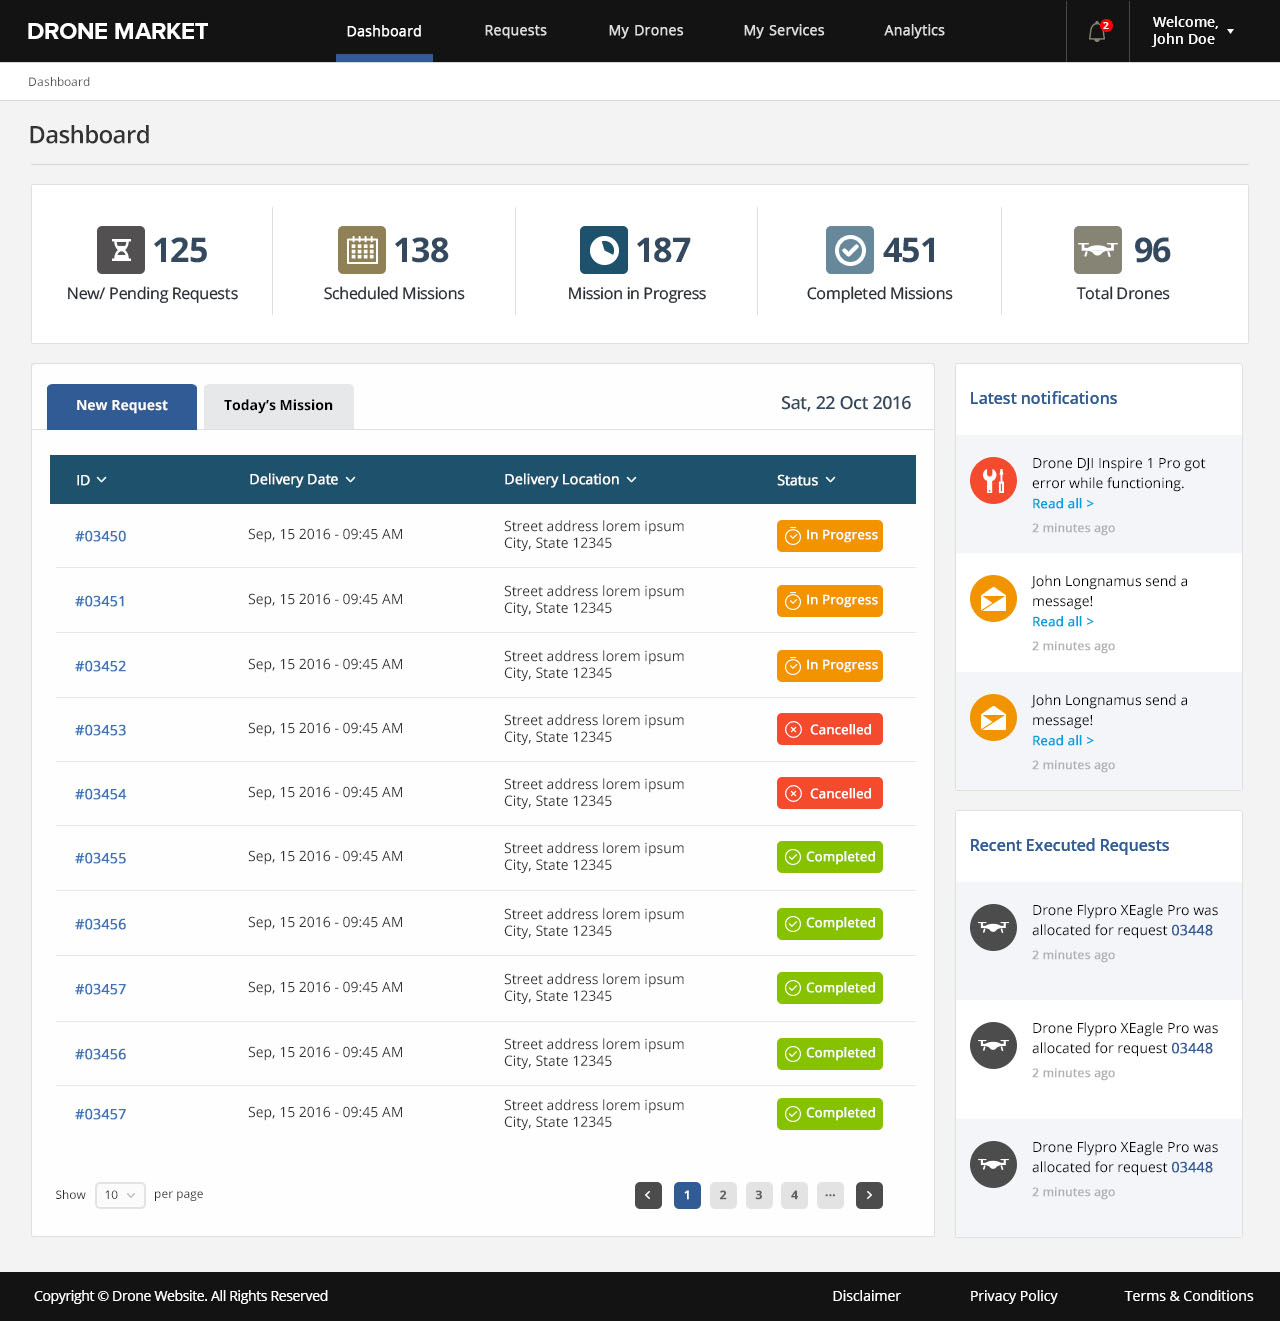 DRONE MARKET
Dashboard
Requests
My Drones
My Services
Analytics
2
Welcome,
John Doe
Dashboard
Dashboard
125
New/ Pending Requests
138
Scheduled Missions
187
Mission in Progress
451
Completed Missions
96
Total Drones
New Request
Today's Mission
Sat, 22 Oct 2016
ID
Delivery Date
Delivery Location
Status
#03450
Sep, 15 2016 - 09:45 AM
Street address lorem ipsum
City, State 12345
In Progress
#03451
Sep, 15 2016 - 09:45 AM
Street address lorem ipsum
City, State 12345
In Progress
#03452
Sep, 15 2016 - 09:45 AM
Street address lorem ipsum
City, State 12345
In Progress
#03453
Sep, 15 2016 - 09:45 AM
Street address lorem ipsum
City, State 12345
Cancelled
#03454
Sep, 15 2016 - 09:45 AM
Street address lorem ipsum
City, State 12345
Cancelled
#03455
Sep, 15 2016 - 09:45 AM
Street address lorem ipsum
City, State 12345
Completed
#03456
Sep, 15 2016 - 09:45 AM
Street address lorem ipsum
City, State 12345
Completed
#03457
Sep, 15 2016 - 09:45 AM
Street address lorem ipsum
City, State 12345
Completed
#03456
Sep, 15 2016 - 09:45 AM
Street address lorem ipsum
City, State 12345
Completed
#03457
Sep, 15 2016 - 09:45 AM
Street address lorem ipsum
City, State 12345
Completed
Show 10 per page
1 2 3 4 ...
Latest notifications
Drone DJI Inspire 1 Pro got
error while functioning.
Read all >
2 minutes ago
John Longnamus send a
message!
Read all >
2 minutes ago
John Longnamus send a
message!
Read all >
2 minutes ago
Recent Executed Requests
Drone Flypro XEagle Pro was
allocated for request 03448
2 minutes ago
Drone Flypro XEagle Pro was
allocated for request 03448
2 minutes ago
Drone Flypro XEagle Pro was
allocated for request 03448
2 minutes ago
Copyright © Drone Website. All Rights Reserved
Disclaimer
Privacy Policy
Terms & Conditions